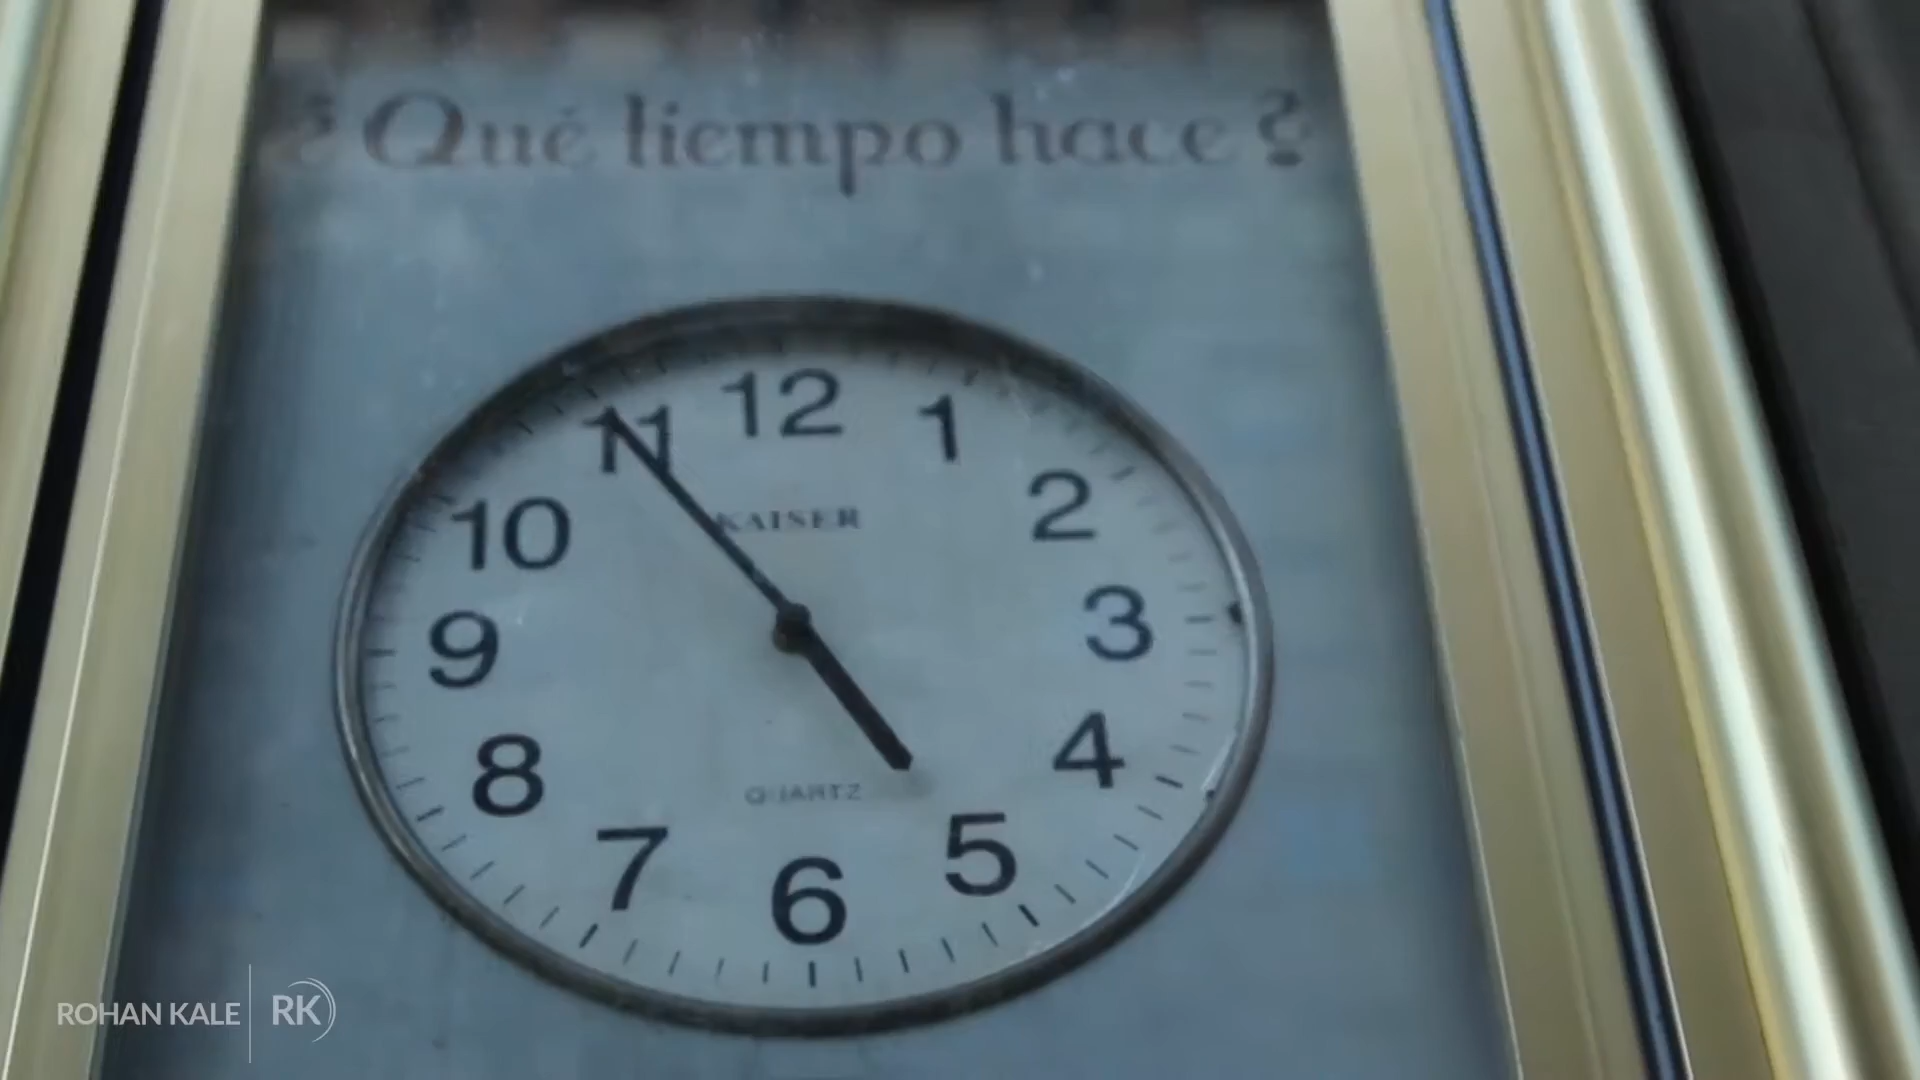 ¿Qué tiempo hace?
12
11 1
10 2
KAISER
9 3
8 4
QUARTZ
7 5
6
ROHAN KALE RK